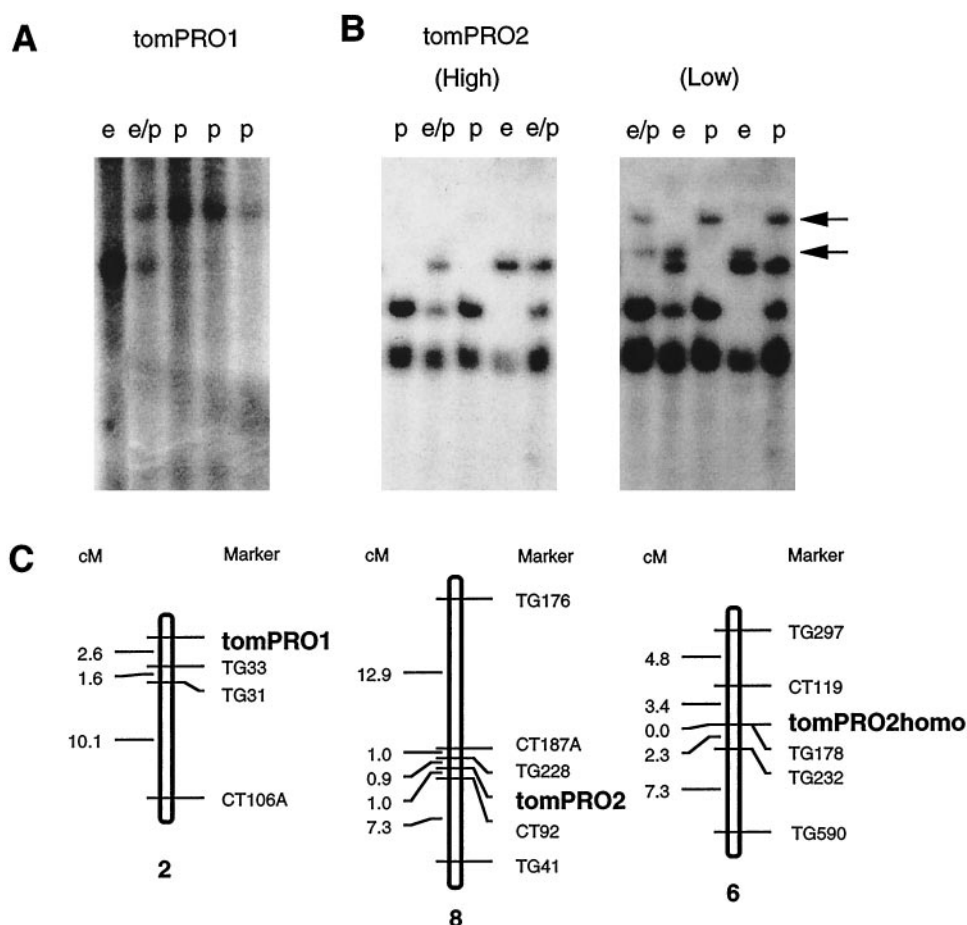 A
tomPRO1
e e/p p p p
B
tomPRO2
(High)
p e/p p e e/p
(Low)
e/p e p e p
C
cM Marker
tomPRO1
2.6
TG33
1.6
TG31
10.1
CT106A
2
cM Marker
TG176
12.9
CT187A
1.0
TG228
0.9
tomPRO2
1.0
CT92
7.3
TG41
8
cM Marker
TG297
4.8
CT119
3.4
tomPRO2homo
0.0
TG178
2.3
TG232
7.3
TG590
6